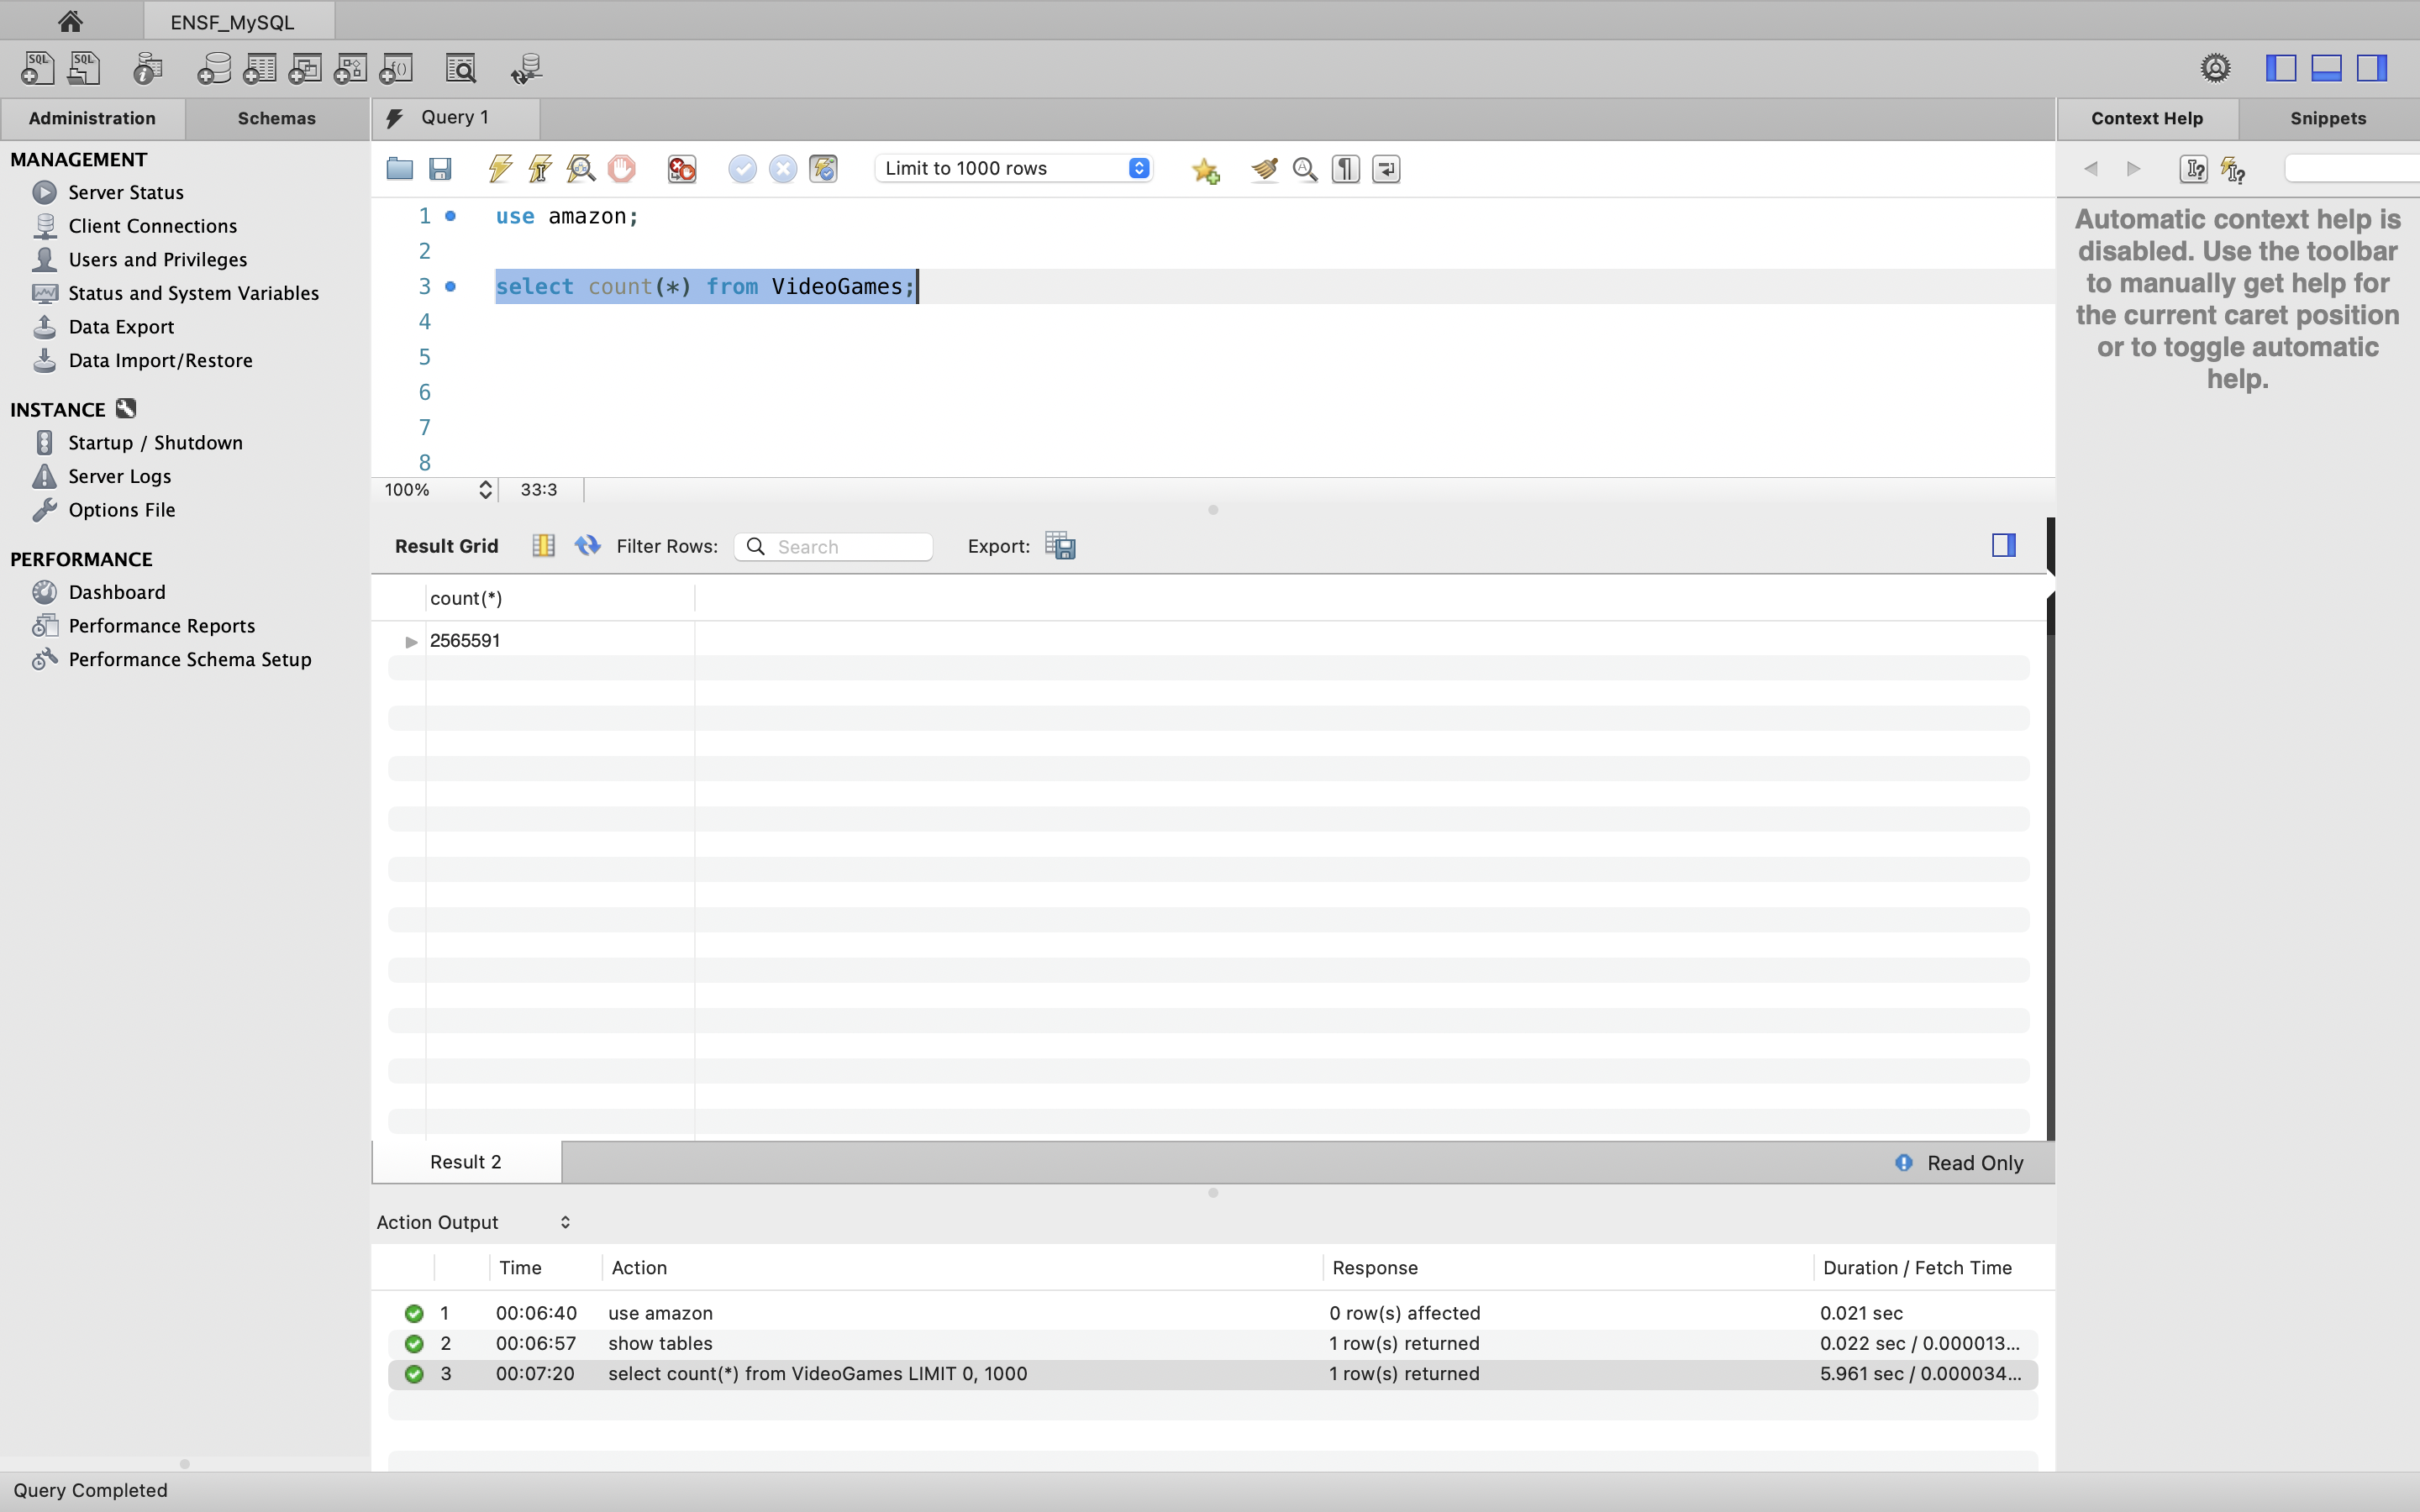 ENSF_MySQL
SQL SQL
Administration Schemas
MANAGEMENT
Server Status
Client Connections
Users and Privileges
Status and System Variables
Data Export
Data Import/Restore
INSTANCE
Startup / Shutdown
Server Logs
Options File
PERFORMANCE
Dashboard
Performance Reports
Performance Schema Setup
Query 1
Limit to 1000 rows
1 use amazon;
2
3 select count(*) from VideoGames;
4
5
6
7
8
100% 33:3
Result Grid Filter Rows: Search Export:
count(*)
2565591
Result 2 Read Only
Action Output
Time Action Response Duration / Fetch Time
1 00:06:40 use amazon 0 row(s) affected 0.021 sec
2 00:06:57 show tables 1 row(s) returned 0.022 sec / 0.000013...
3 00:07:20 select count(*) from VideoGames LIMIT 0, 1000 1 row(s) returned 5.961 sec / 0.000034...
Context Help Snippets
Automatic context help is
disabled. Use the toolbar
to manually get help for
the current caret position
or to toggle automatic
help.
Query Completed